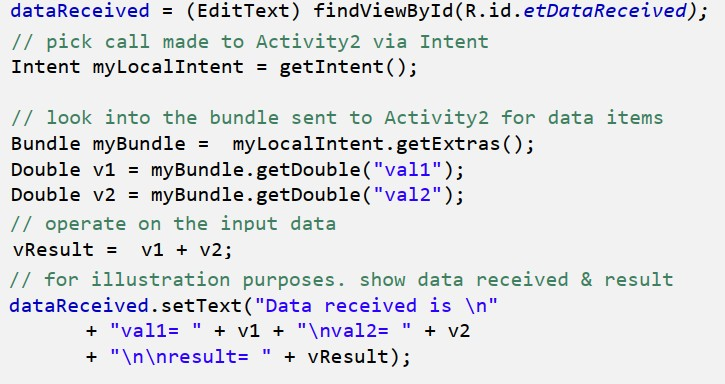 dataReceived = (EditText) findViewById(R.id.etDataReceived);
// pick call made to Activity2 via Intent
Intent myLocalIntent = getIntent();
// look into the bundle sent to Activity2 for data items
Bundle myBundle =  myLocalIntent.getExtras();
Double v1 = myBundle.getDouble("val1");
Double v2 = myBundle.getDouble("val2");
// operate on the input data
vResult =  v1 + v2;
// for illustration purposes. show data received & result
dataReceived.setText("Data received is \n"
+ "val1= " + v1 + "\nval2= " + v2
+ "\n\nresult= " + vResult);